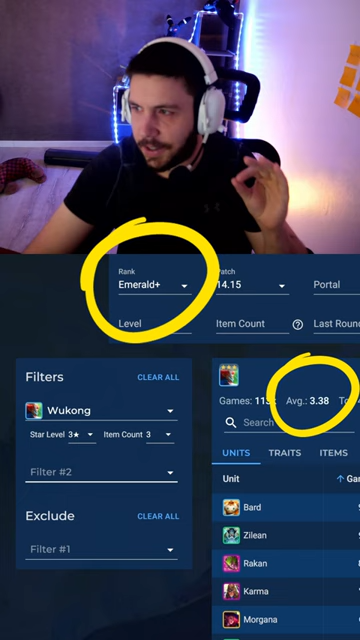 Rank
Emerald+
14.15
Portal
Level
Item Count
Last Roun
Filters
CLEAR ALL
Wukong
Star Level 3★ Item Count 3
Filter #2
Exclude
CLEAR ALL
Filter #1
Games:
Avg.: 3.38
Search
UNITS
TRAITS
ITEMS
Unit
Bard
Zilean
Rakan
Karma
Morgana